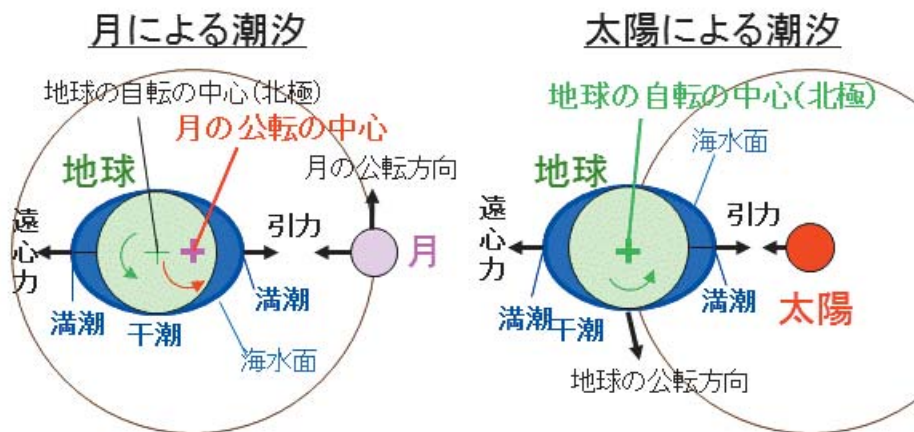 月による潮汐
地球の自転の中心(北極)
月の公転の中心
地球
月の公転方向
遠心力
引力
月
満潮
干潮
満潮
海水面
太陽による潮汐
地球の自転の中心(北極)
海水面
地球
遠心力
引力
満潮
干潮
満潮
太陽
地球の公転方向